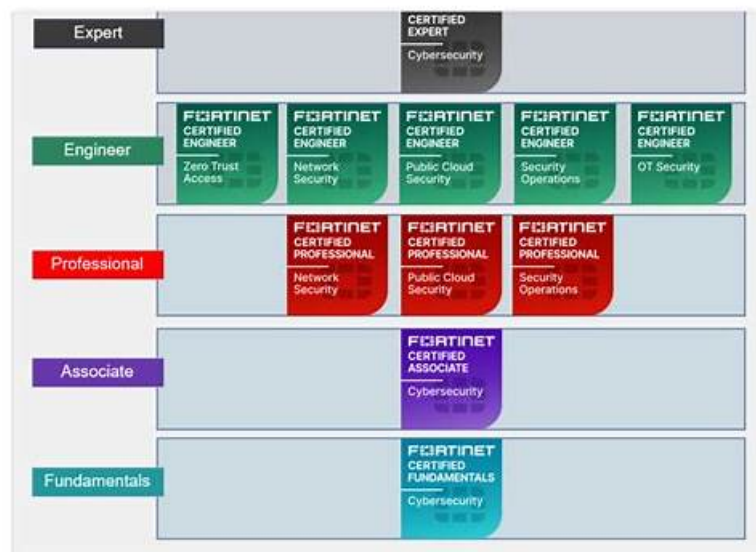 Expert
CERTIFIED
EXPERT
Cybersecurity
Engineer
FORTINET
CERTIFIED
ENGINEER
Zero Trust
Access
FORTINET
CERTIFIED
ENGINEER
Network
Security
FORTINET
CERTIFIED
ENGINEER
Public Cloud
Security
FORTINET
CERTIFIED
ENGINEER
Security
Operations
FORTINET
CERTIFIED
ENGINEER
OT Security
Professional
FORTINET
CERTIFIED
PROFESSIONAL
Network
Security
FORTINET
CERTIFIED
PROFESSIONAL
Public Cloud
Security
FORTINET
CERTIFIED
PROFESSIONAL
Security
Operations
Associate
FORTINET
CERTIFIED
ASSOCIATE
Cybersecurity
Fundamentals
FORTINET
CERTIFIED
FUNDAMENTALS
Cybersecurity